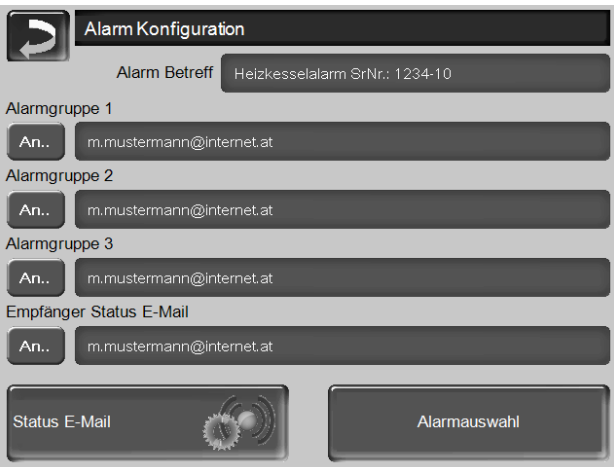 Alarm Konfiguration
Alarm Betreff Heizkesselalarm SrNr.: 1234-10
Alarmgruppe 1
An.. m.mustermann@internet.at
Alarmgruppe 2
An.. m.mustermann@internet.at
Alarmgruppe 3
An.. m.mustermann@internet.at
Empfänger Status E-Mail
An.. m.mustermann@internet.at
Status E-Mail Alarmauswahl